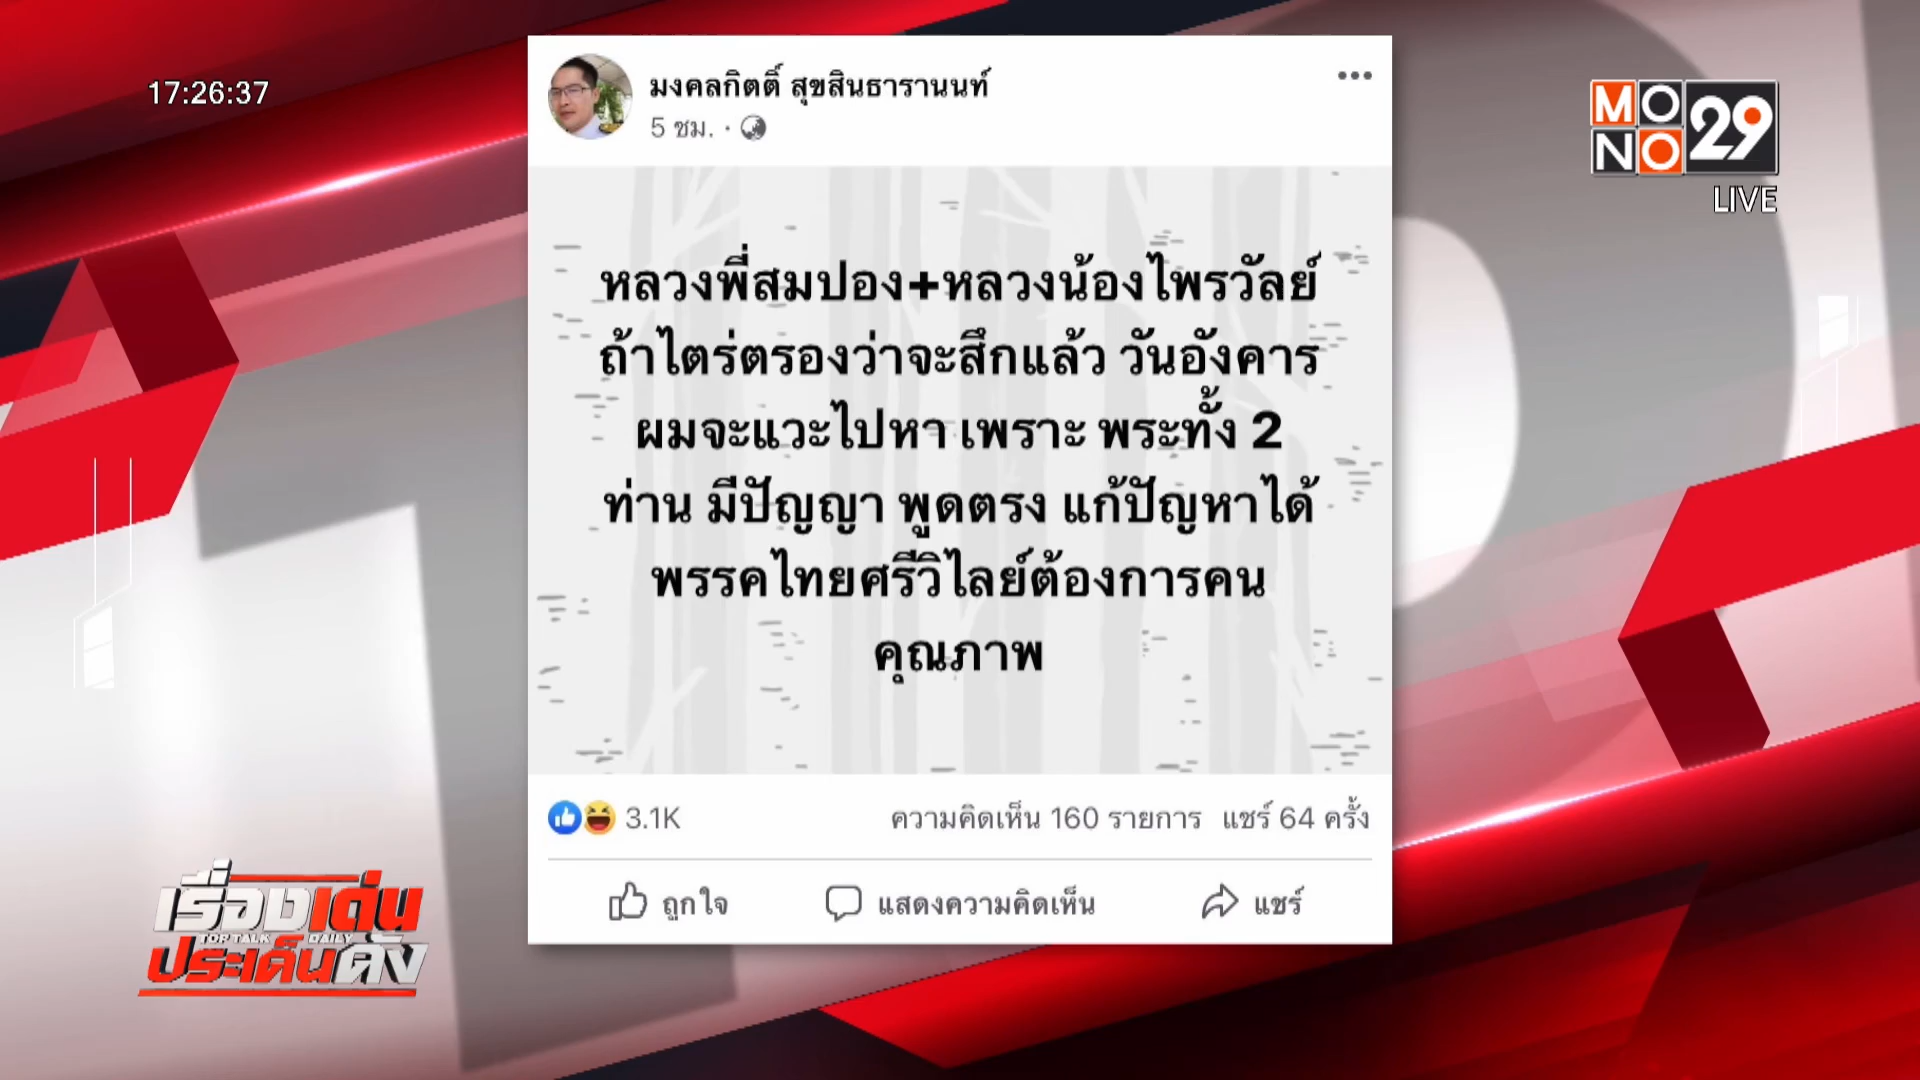 17:26:37
MONO 29
LIVE
มงคลกิตติ์ สุขสินธารานนท์
5 ชม. ·
หลวงพี่สมปอง+หลวงน้องไพรวัลย์
ถ้าไตร่ตรองว่าจะสึกแล้ว วันอังคาร
ผมจะแวะไปหา เพราะ พระทั้ง 2
ท่าน มีปัญญา พูดตรง แก้ปัญหาได้
พรรคไทยศรีวิไลย์ต้องการคน
คุณภาพ
3.1K ความคิดเห็น 160 รายการ แชร์ 64 ครั้ง
ถูกใจ แสดงความคิดเห็น แชร์
เรื่องเด่น
TOP TALK DAILY
ประเด็นดัง